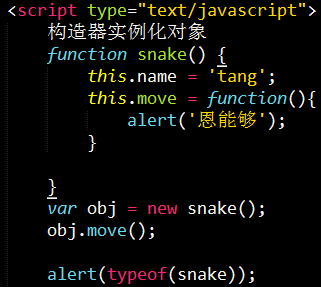 <script type="text/javascript">
构造器实例化对象
function snake() {
this.name = 'tang';
this.move = function(){
alert('恩能够');
}
}
var obj = new snake();
obj.move();
alert(typeof(snake));